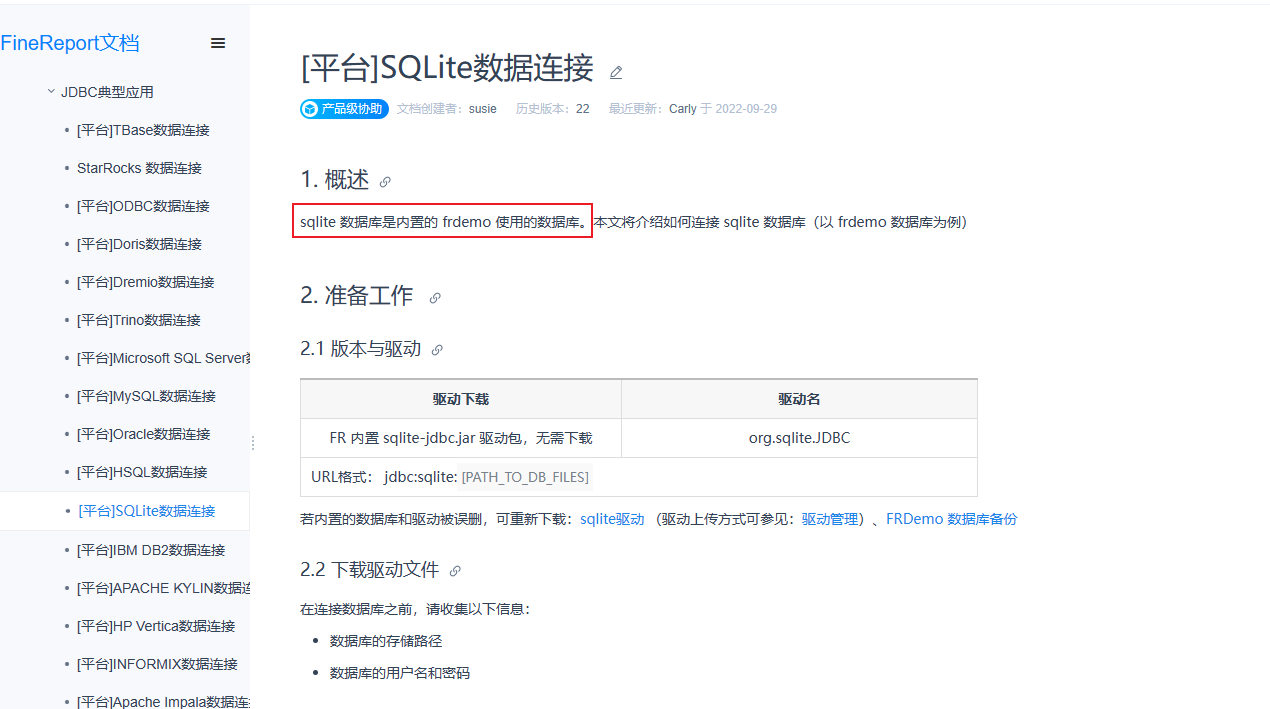 FineReport文档
JDBC典型应用
[平台]TBase数据连接
StarRocks 数据连接
[平台]ODBC数据连接
[平台]Doris数据连接
[平台]Dremio数据连接
[平台]Trino数据连接
[平台]Microsoft SQL Server
[平台]MySQL数据连接
[平台]Oracle数据连接
[平台]HSQL数据连接
[平台]SQLite数据连接
[平台]IBM DB2数据连接
[平台]APACHE KYLIN数据连
[平台]HP Vertica数据连接
[平台]INFORMIX数据连接
[平台]Apache Impala数据连
[平台]SQLite数据连接
产品级协助 文档创建者：susie 历史版本：22 最近更新：Carly 于 2022-09-29
1. 概述
sqlite 数据库是内置的 frdemo 使用的数据库。本文将介绍如何连接 sqlite 数据库（以 frdemo 数据库为例）
2. 准备工作
2.1 版本与驱动
驱动下载 驱动名
FR 内置 sqlite-jdbc.jar 驱动包，无需下载 org.sqlite.JDBC
URL格式： jdbc:sqlite:[PATH_TO_DB_FILES]
若内置的数据库和驱动被误删，可重新下载：sqlite驱动 （驱动上传方式可参见：驱动管理）、FRDemo 数据库备份
2.2 下载驱动文件
在连接数据库之前，请收集以下信息：
数据库的存储路径
数据库的用户名和密码